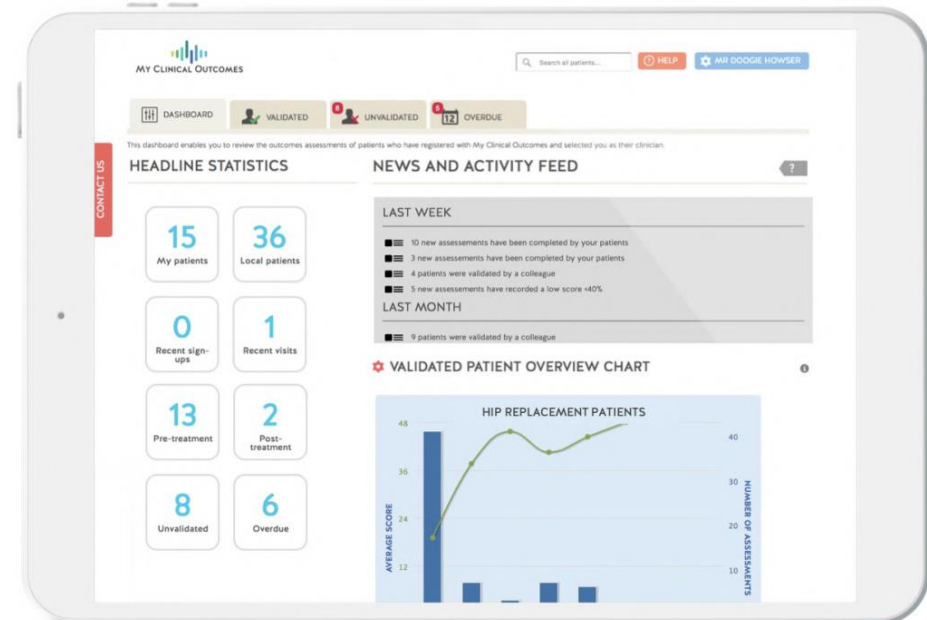 MY CLINICAL OUTCOMES
Search all patients...
? HELP
MR DOOGIE HOWSER
DASHBOARD
VALIDATED
8
UNVALIDATED
12
OVERDUE
This dashboard enables you to review the outcomes assessments of patients who have registered with My Clinical Outcomes and selected you as their clinician.
CONTACT US
HEADLINE STATISTICS
15
My patients
36
Local patients
0
Recent sign-
ups
1
Recent visits
13
Pre-treatment
2
Post-
treatment
8
Unvalidated
6
Overdue
NEWS AND ACTIVITY FEED
?
LAST WEEK
10 new assessements have been completed by your patients
3 new assessements have been completed by your patients
4 patients were validated by a colleague
5 new assessements have recorded a low score <40%
LAST MONTH
9 patients were validated by a colleague
VALIDATED PATIENT OVERVIEW CHART
i
HIP REPLACEMENT PATIENTS
AVERAGE SCORE
48
36
24
12
40
30
20
10
NUMBER OF ASSESSMENTS